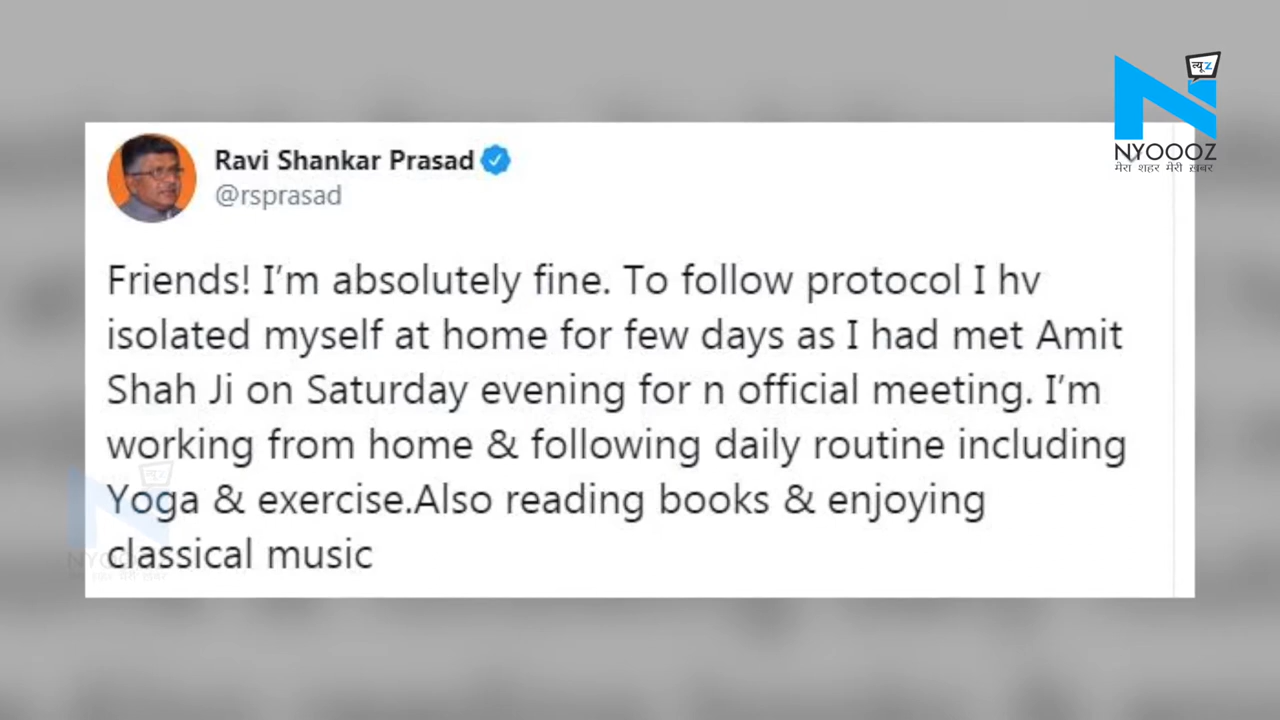 न्यूz
NYOOOZ
मेरा शहर मेरी ख़बर
Ravi Shankar Prasad
@rsprasad
Friends! I’m absolutely fine. To follow protocol I hv
isolated myself at home for few days as I had met Amit
Shah Ji on Saturday evening for n official meeting. I’m
working from home & following daily routine including
Yoga & exercise.Also reading books & enjoying
classical music